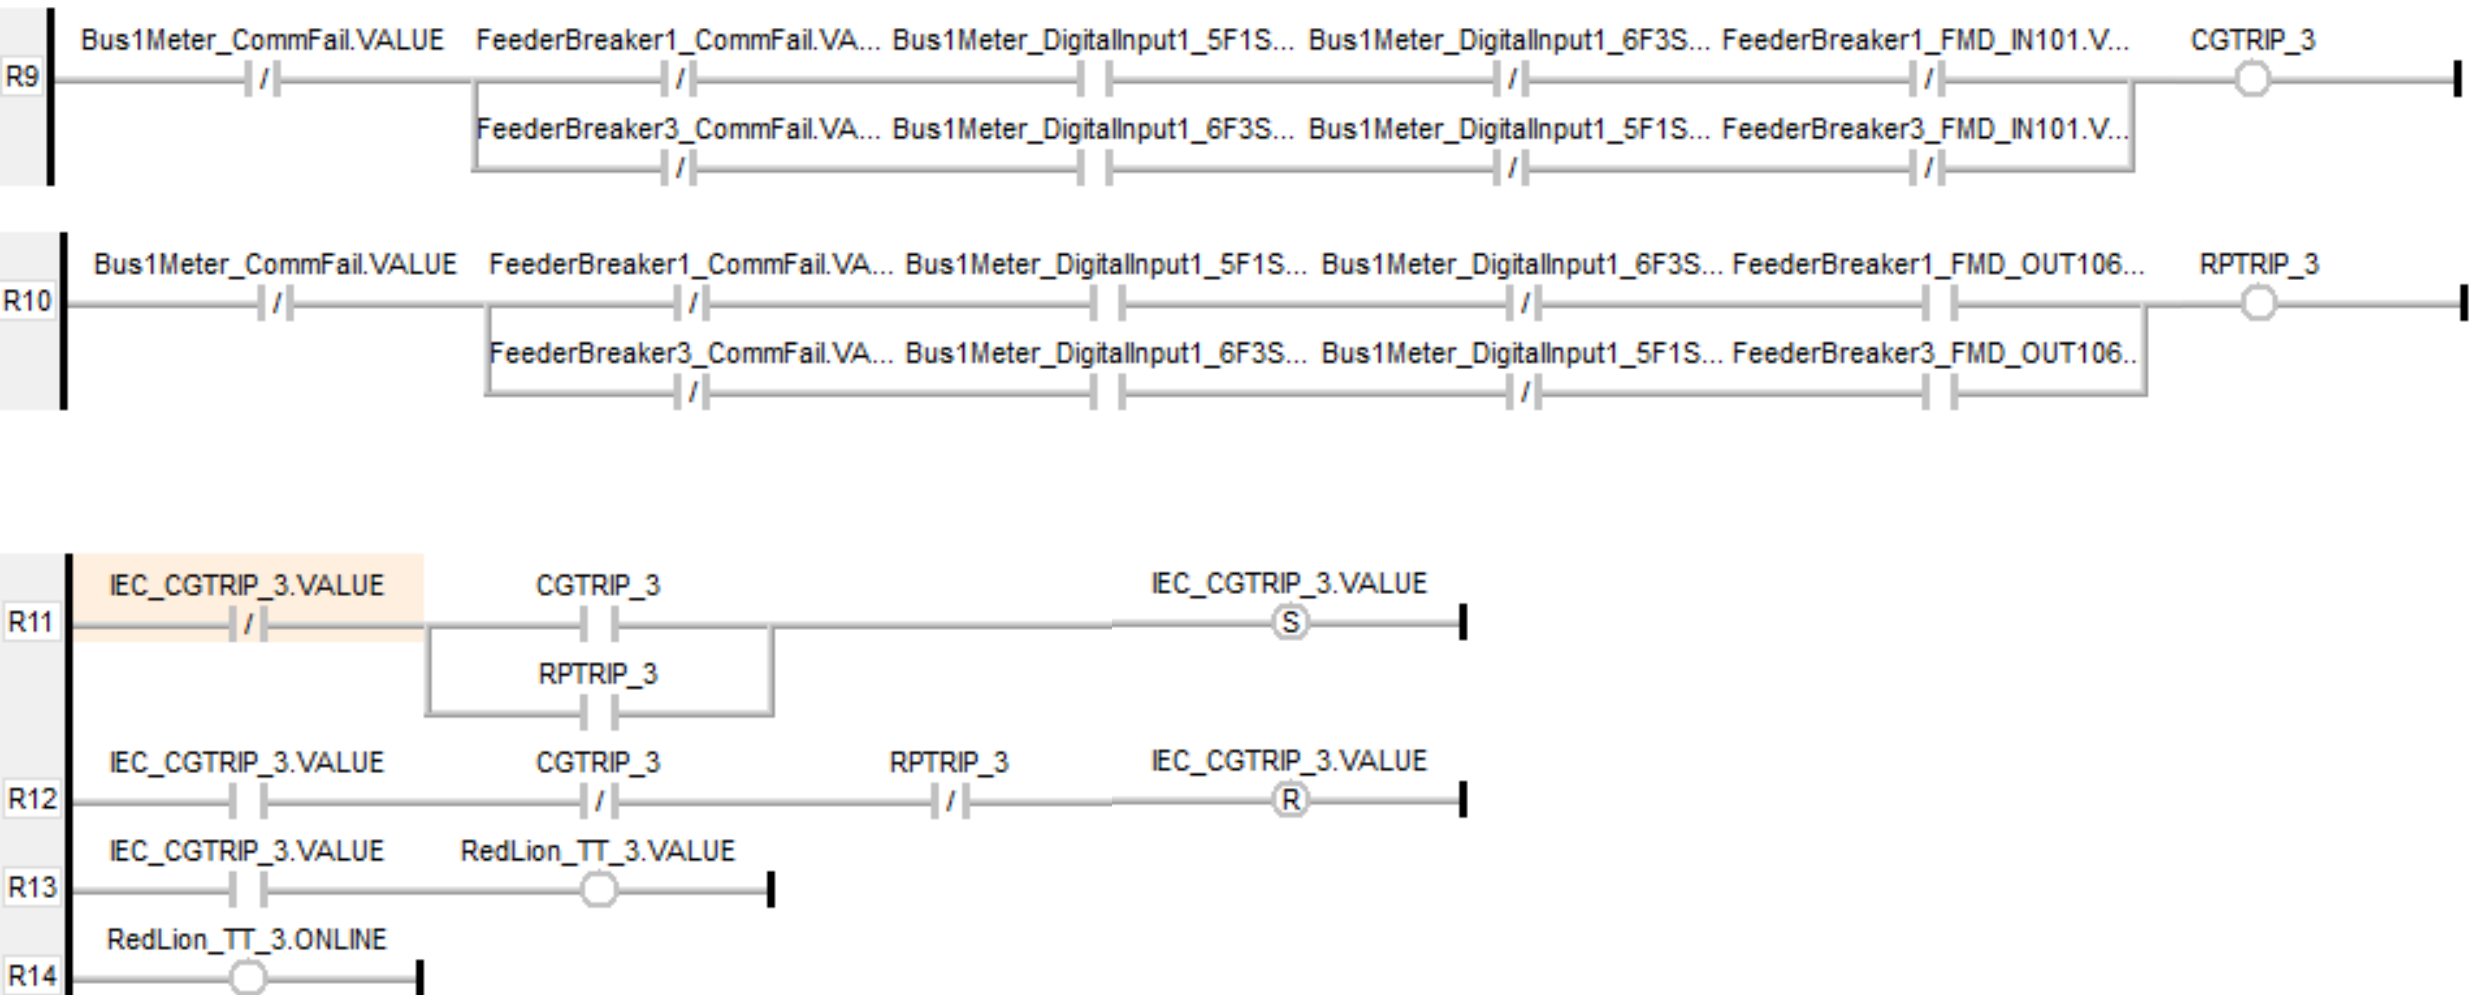 Bus1Meter_CommFail.VALUE FeederBreaker1_CommFail.VA... Bus1Meter_DigitalInput1_5F1S... Bus1Meter_DigitalInput1_6F3S... FeederBreaker1_FMD_IN101.V... CGTRIP_3
R9 / / / /
FeederBreaker3_CommFail.VA... Bus1Meter_DigitalInput1_6F3S... Bus1Meter_DigitalInput1_5F1S... FeederBreaker3_FMD_IN101.V...
/ / /
Bus1Meter_CommFail.VALUE FeederBreaker1_CommFail.VA... Bus1Meter_DigitalInput1_5F1S... Bus1Meter_DigitalInput1_6F3S... FeederBreaker1_FMD_OUT106... RPTRIP_3
R10 / / /
FeederBreaker3_CommFail.VA... Bus1Meter_DigitalInput1_6F3S... Bus1Meter_DigitalInput1_5F1S... FeederBreaker3_FMD_OUT106..
/ /
IEC_CGTRIP_3.VALUE CGTRIP_3 IEC_CGTRIP_3.VALUE
R11 / S
RPTRIP_3
IEC_CGTRIP_3.VALUE CGTRIP_3 RPTRIP_3 IEC_CGTRIP_3.VALUE
R12 / / R
IEC_CGTRIP_3.VALUE RedLion_TT_3.VALUE
R13
RedLion_TT_3.ONLINE
R14